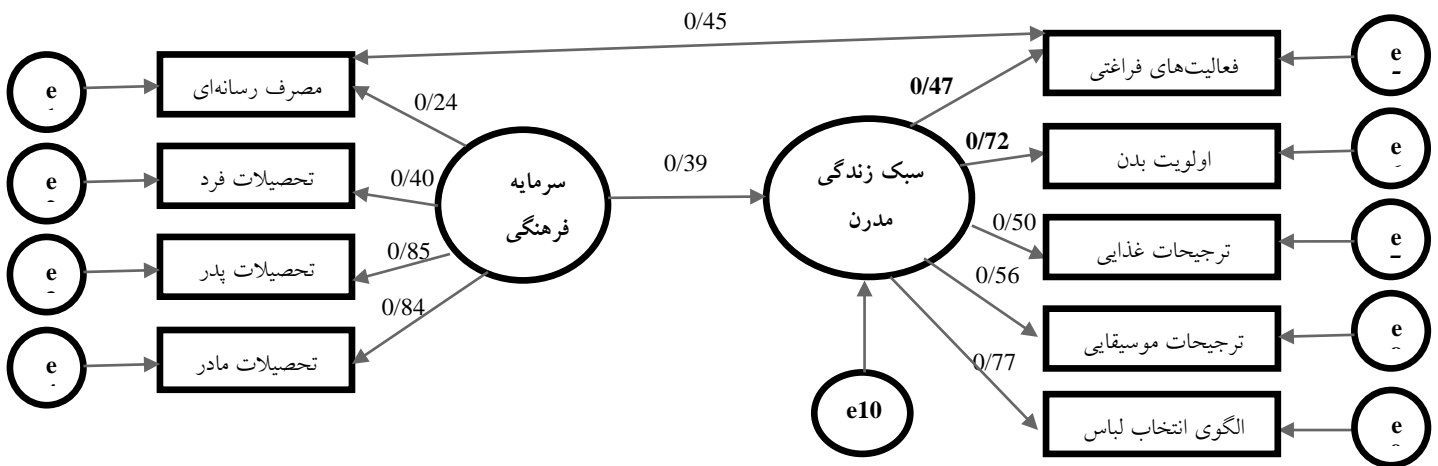 0/45
e
مصرف رسانه‌ای
فعالیت‌های فراغتی
e
0/24
0/47
e
تحصیلات فرد
0/40
سرمایه
فرهنگی
0/39
سبک زندگی
مدرن
0/72
اولویت بدن
e
e
تحصیلات پدر
0/85
0/50
ترجیحات غذایی
e
0/84
0/56
e
تحصیلات مادر
ترجیحات موسیقایی
e
0/77
e10
الگوی انتخاب لباس
e